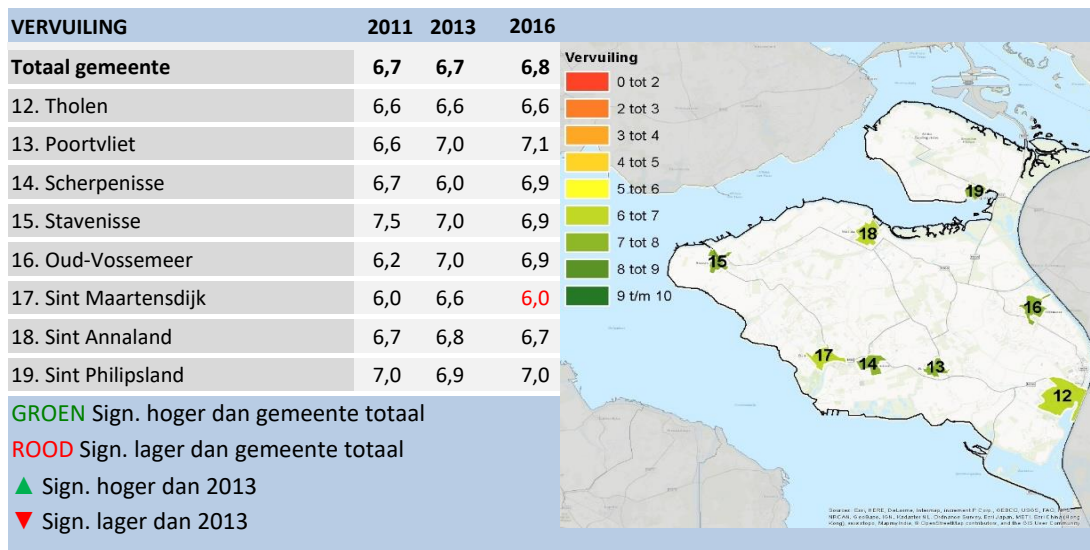 VERVUILING 2011 2013 2016
Totaal gemeente 6,7 6,7 6,8
12. Tholen 6,6 6,6 6,6
13. Poortvliet 6,6 7,0 7,1
14. Scherpenisse 6,7 6,0 6,9
15. Stavenisse 7,5 7,0 6,9
16. Oud-Vossemeer 6,2 7,0 6,9
17. Sint Maartensdijk 6,0 6,6 6,0
18. Sint Annaland 6,7 6,8 6,7
19. Sint Philipsland 7,0 6,9 7,0
GROEN Sign. hoger dan gemeente totaal
ROOD Sign. lager dan gemeente totaal
▲ Sign. hoger dan 2013
▼ Sign. lager dan 2013
Vervuiling
0 tot 2
2 tot 3
3 tot 4
4 tot 5
5 tot 6
6 tot 7
7 tot 8
8 tot 9
9 t/m 10
19
18
15
16
17
14
13
12